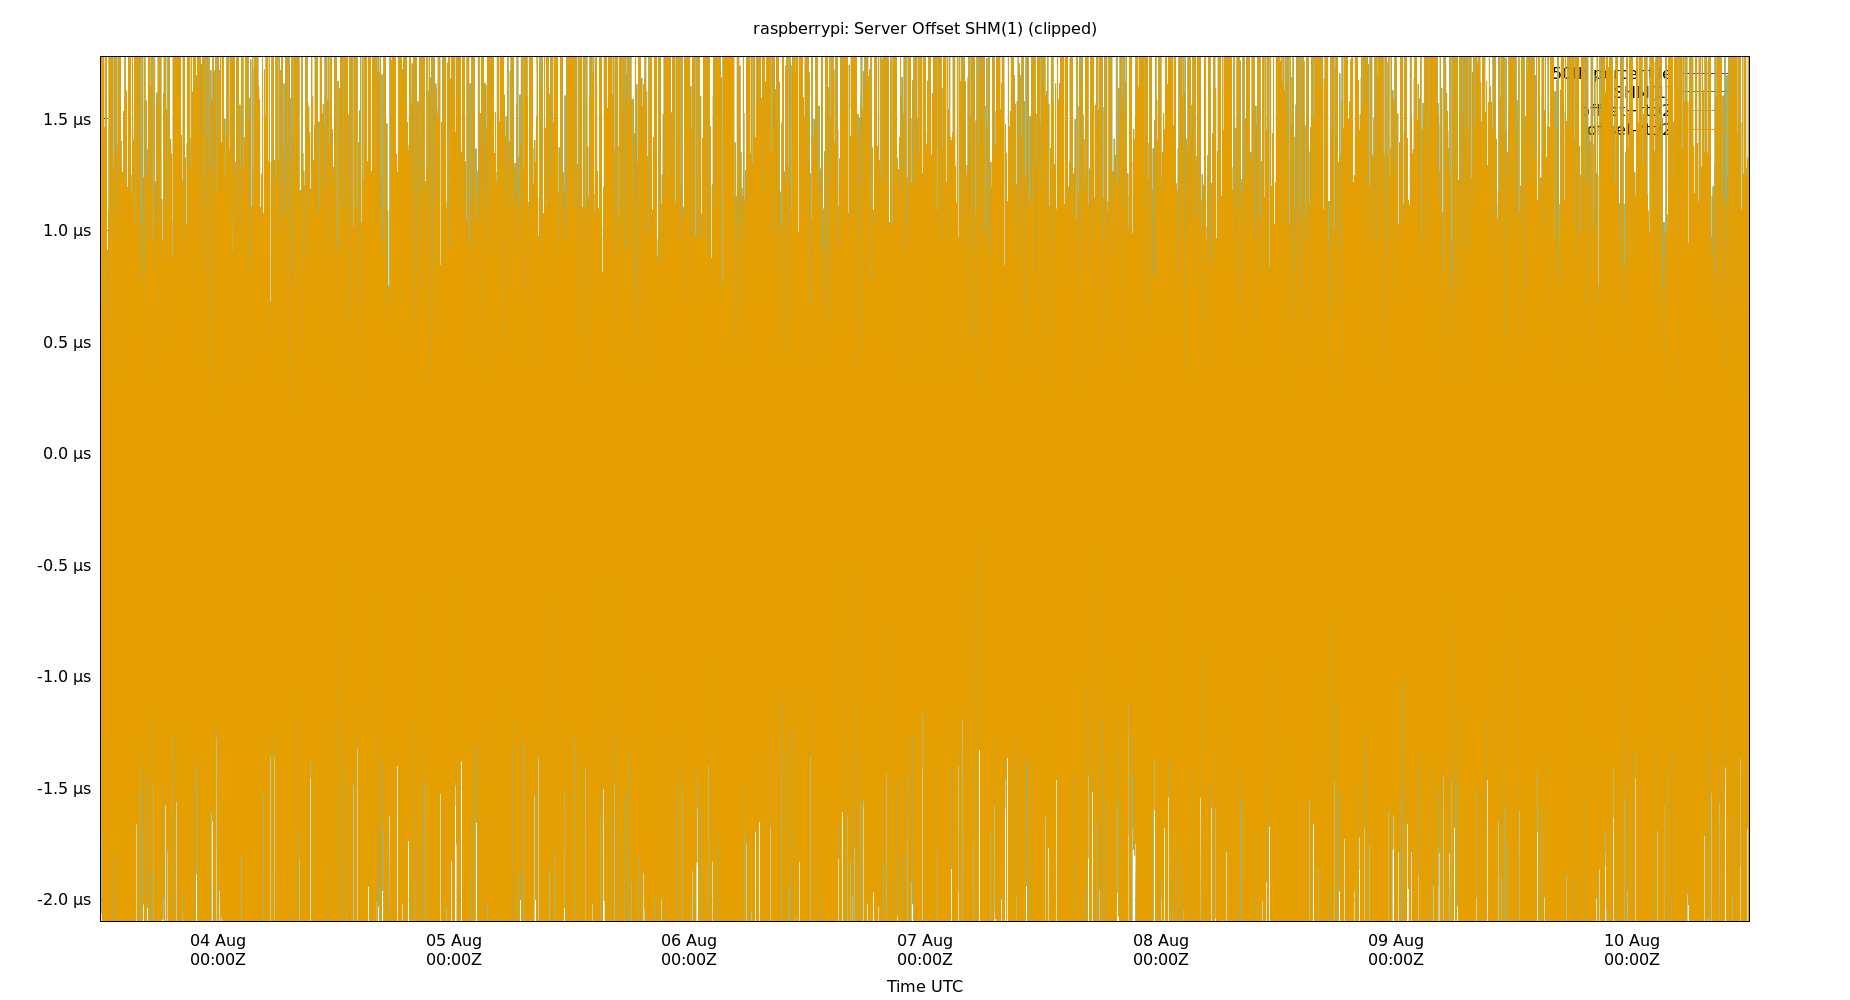 raspberrypi: Server Offset SHM(1) (clipped)
1.5 µs
1.0 µs
0.5 µs
0.0 µs
-0.5 µs
-1.0 µs
-1.5 µs
-2.0 µs
04 Aug 05 Aug 06 Aug 07 Aug 08 Aug 09 Aug 10 Aug
00:00Z 00:00Z 00:00Z 00:00Z 00:00Z 00:00Z 00:00Z
Time UTC